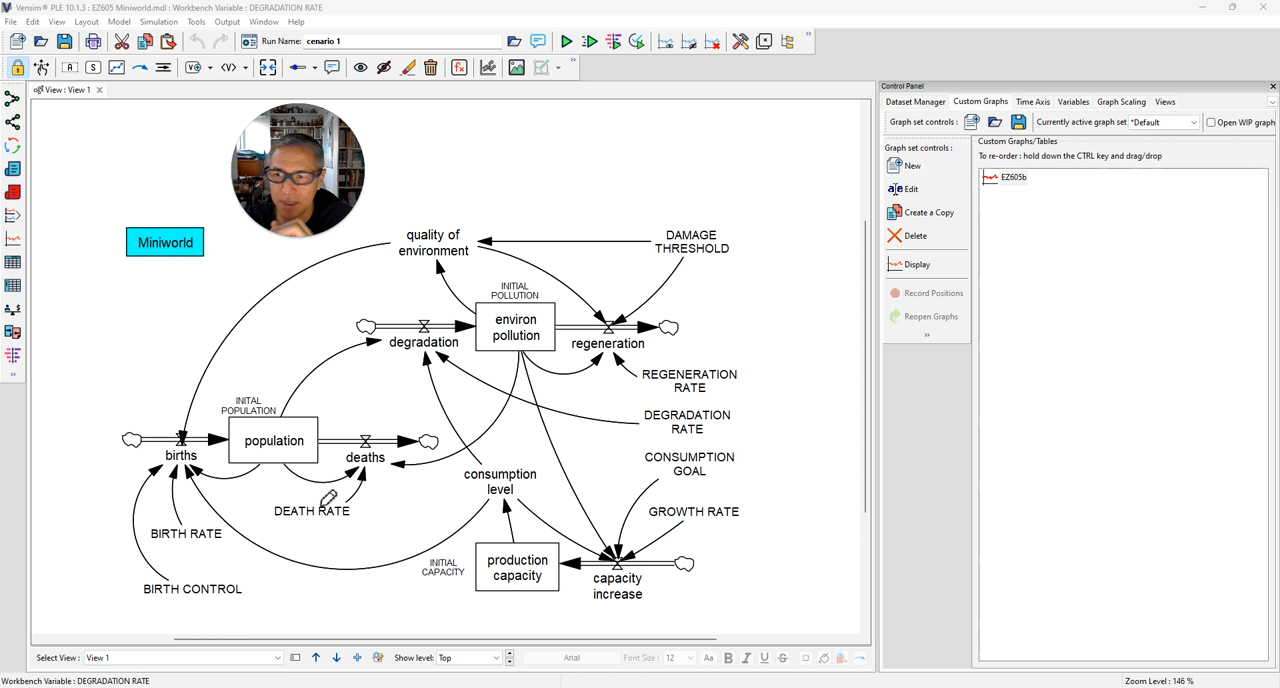 Vensim® PLE 10.1.3 : EZ605 Miniworld.mdl : Workbench Variable : DEGRADATION RATE
File Edit View Layout Model Simulation Tools Output Window Help
Run Name: cenario 1
View : View 1
Control Panel
Dataset Manager Custom Graphs Time Axis Variables Graph Scaling Views
Graph set controls : Currently active graph set *Default Open WIP graph
Graph set controls :
New
Edit
Create a Copy
Delete
Display
Record Positions
Reopen Graphs
Custom Graphs/Tables
To re-order : hold down the CTRL key and drag/drop
EZ605b
Miniworld
quality of
environment
DAMAGE
THRESHOLD
INITIAL
POLLUTION
environ
pollution
degradation
regeneration
REGENERATION
RATE
DEGRADATION
RATE
INITAL
POPULATION
population
births
deaths
consumption
level
CONSUMPTION
GOAL
DEATH RATE
GROWTH RATE
BIRTH RATE
BIRTH CONTROL
INITIAL
CAPACITY
production
capacity
capacity
increase
Select View : View 1 Show level: Top Arial Font Size : 12 Aa B I U S
Workbench Variable : DEGRADATION RATE
Zoom Level : 146 %